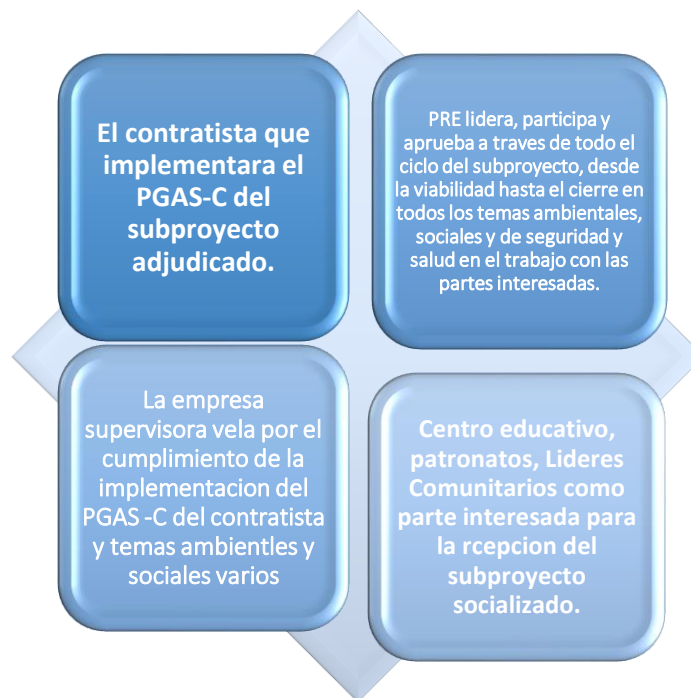 El contratista que
implementara el
PGAS-C del
subproyecto
adjudicado.
PRE lidera, participa y
aprueba a traves de todo el
ciclo del subproyecto, desde
la viabilidad hasta el cierre en
todos los temas ambientales,
sociales y de seguridad y
salud en el trabajo con las
partes interesadas.
La empresa
supervisora vela por el
cumplimiento de la
implementacion del
PGAS -C del contratista
y temas ambientles y
sociales varios
Centro educativo,
patronatos, Lideres
Comunitarios como
parte interesada para
la rcepcion del
subproyecto
socializado.